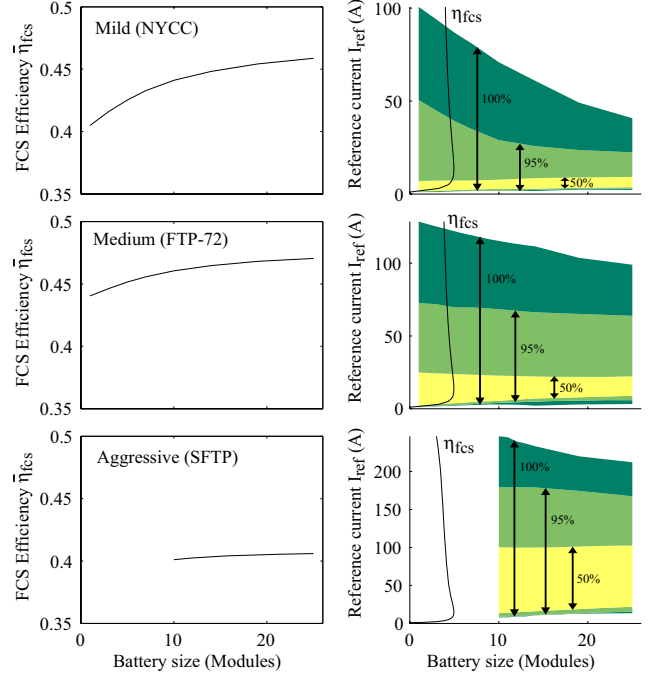 0.5
Mild (NYCC)
0.45
0.4
0.35
FCS Efficiency η̄fcs
100
50
0
Reference current Iref (A)
ηfcs
100%
95%
50%
0.5
Medium (FTP-72)
0.45
0.4
0.35
FCS Efficiency η̄fcs
100
50
0
Reference current Iref (A)
ηfcs
100%
95%
50%
0.5
Aggressive (SFTP)
0.45
0.4
0.35
FCS Efficiency η̄fcs
0 10 20
Battery size (Modules)
200
150
100
50
0
Reference current Iref (A)
ηfcs
100%
95%
50%
0 10 20
Battery size (Modules)